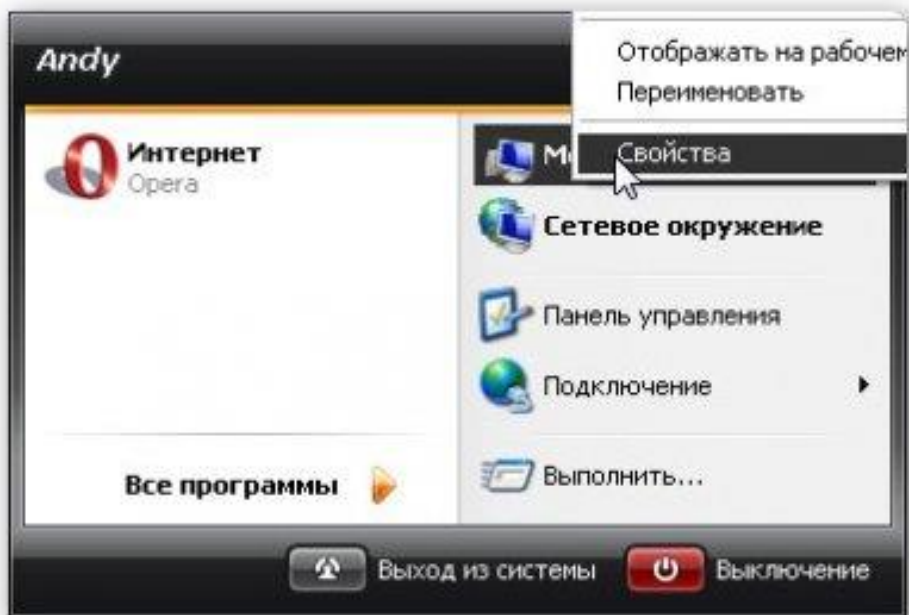 Andy
Отображать на рабочем
Переименовать
Свойства
Интернет
Opera
Сетевое окружение
Панель управления
Подключение
Выполнить...
Все программы
Выход из системы
Выключение